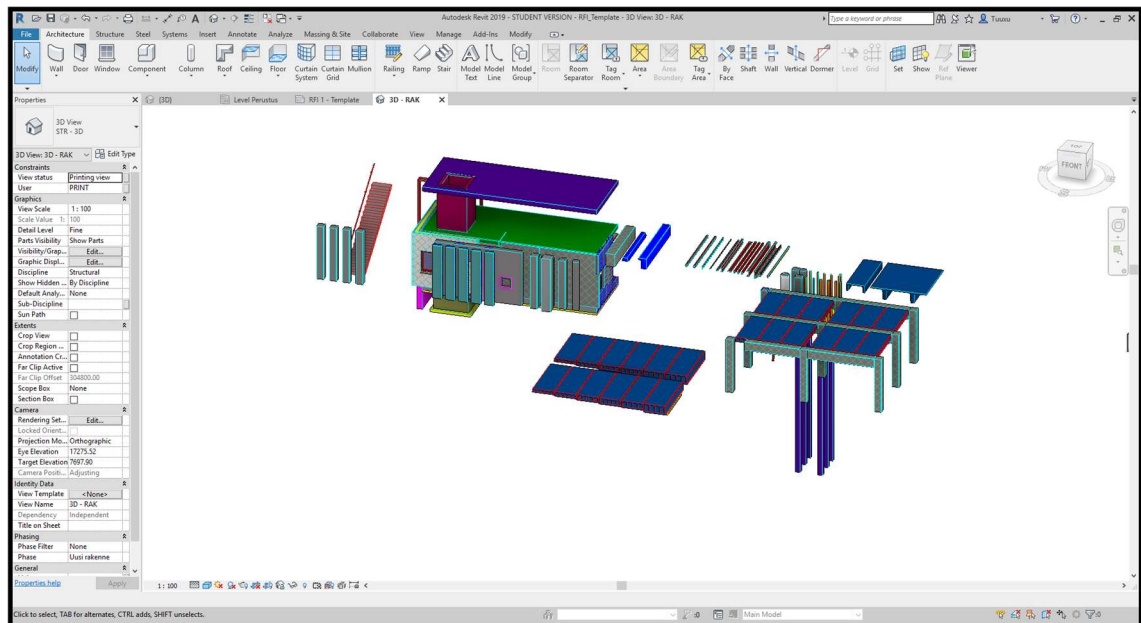 Autodesk Revit 2019 - STUDENT VERSION - RFI_Template - 3D View: 3D - RAK
Type a keyword or phrase
Tuuxu
File Architecture Structure Steel Systems Insert Annotate Analyze Massing & Site Collaborate View Manage Add-Ins Modify
Modify Wall Door Window Component Column Roof Ceiling Floor Curtain System Curtain Grid Mullion Railing Ramp Stair Model Text Model Line Model Group Room Room Separator Tag Room Area Area Boundary Tag Area By Face Shaft Wall Vertical Dormer Level Grid Set Show Ref Plane Viewer
Properties
(3D) Level Perustus RFI 1 - Template 3D - RAK
3D View
STR - 3D
3D View: 3D - RAK Edit Type
Constraints
View status Printing view
User PRINT
Graphics
View Scale 1 : 100
Scale Value 1: 100
Detail Level Fine
Parts Visibility Show Parts
Visibility/Grap... Edit...
Graphic Displ... Edit...
Discipline Structural
Show Hidden ... By Discipline
Default Analy... None
Sub-Discipline
Sun Path
Extents
Crop View
Crop Region ...
Annotation Cr...
Far Clip Active
Far Clip Offset 304800.00
Scope Box None
Section Box
Camera
Rendering Set... Edit...
Locked Orient...
Projection Mo... Orthographic
Eye Elevation 17275.52
Target Elevation 7697.90
Camera Positi... Adjusting
Identity Data
View Template <None>
View Name 3D - RAK
Dependency Independent
Title on Sheet
Phasing
Phase Filter None
Phase Uusi rakenne
General
Properties help Apply
FRONT
1 : 100
Click to select, TAB for alternates, CTRL adds, SHIFT unselects.
:0 Main Model
:0